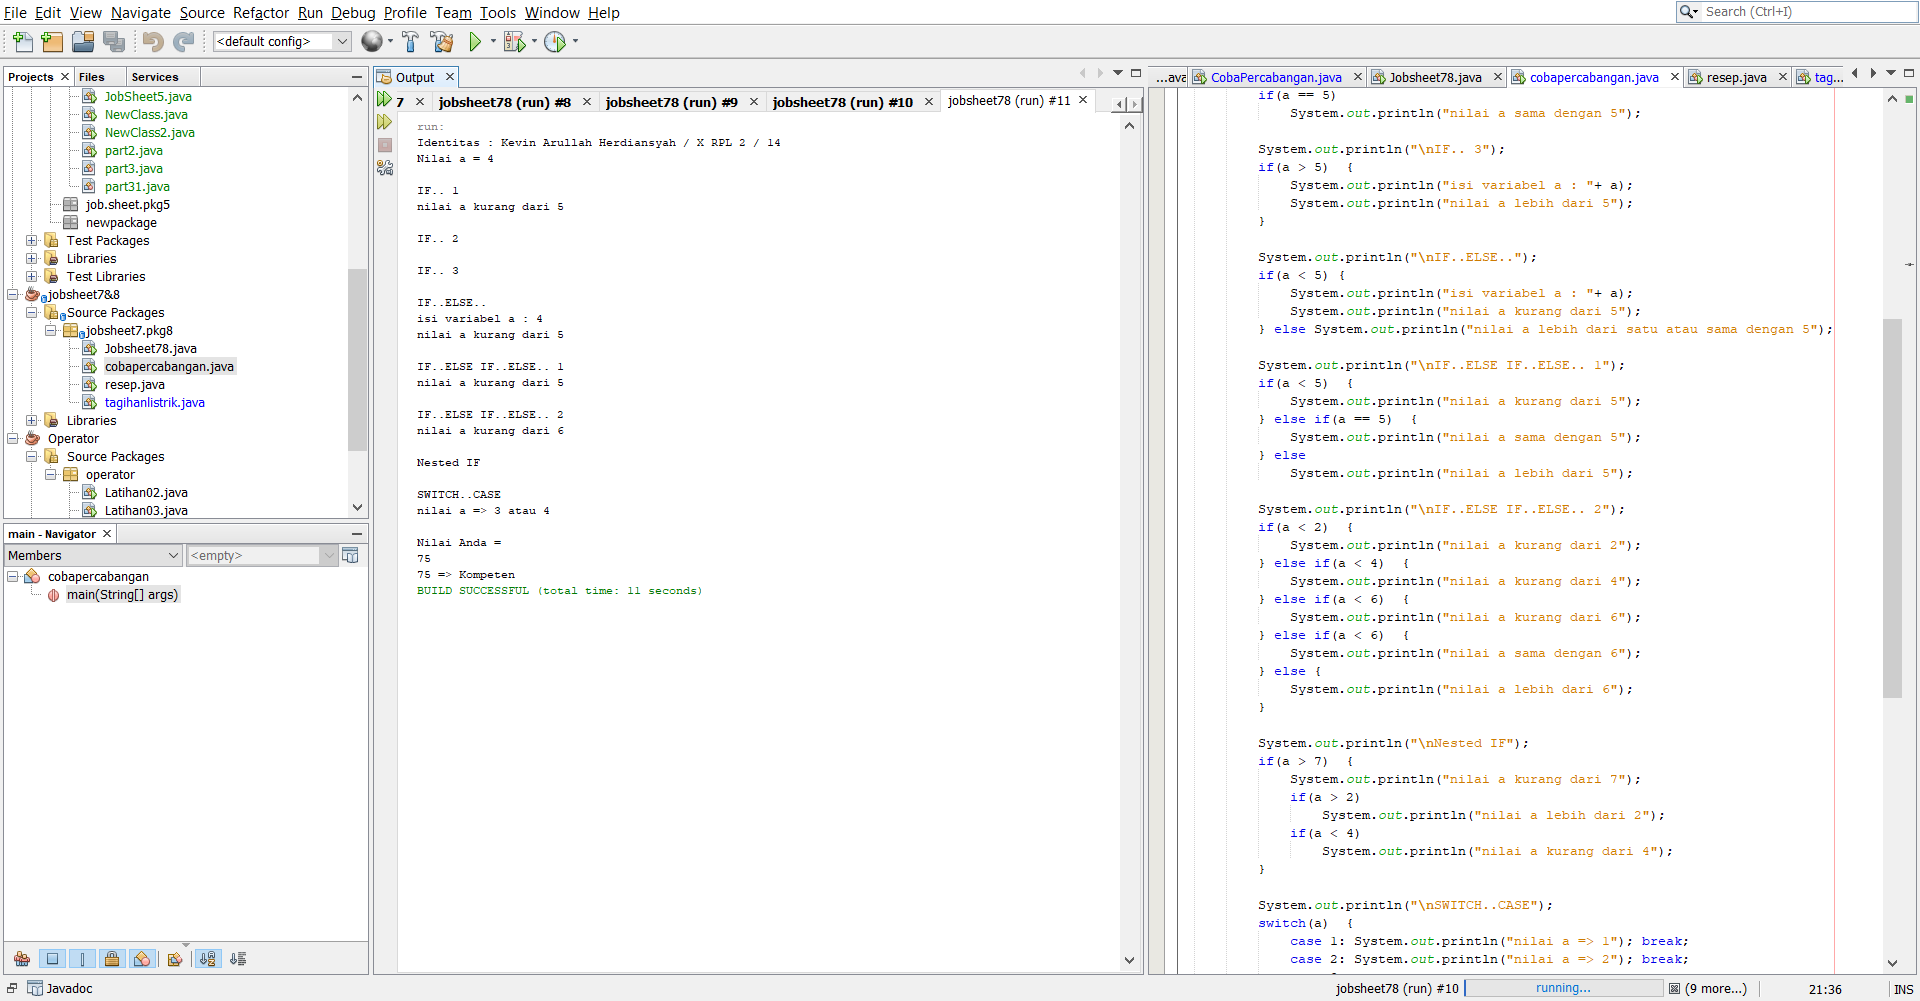 File Edit View Navigate Source Refactor Run Debug Profile Team Tools Window Help
Search (Ctrl+I)
<default config>
Projects
Files
Services
JobSheet5.java
NewClass.java
NewClass2.java
part2.java
part3.java
part31.java
job.sheet.pkg5
newpackage
Test Packages
Libraries
Test Libraries
jobsheet7&8
Source Packages
jobsheet7.pkg8
Jobsheet78.java
cobapercabangan.java
resep.java
tagihanlistrik.java
Libraries
Operator
Source Packages
operator
Latihan02.java
Latihan03.java
main - Navigator
Members
<empty>
cobapercabangan
main(String[] args)
Output
7
jobsheet78 (run) #8
jobsheet78 (run) #9
jobsheet78 (run) #10
jobsheet78 (run) #11
run:
Identitas : Kevin Arullah Herdiansyah / X RPL 2 / 14
Nilai a = 4
IF.. 1
nilai a kurang dari 5
IF.. 2
IF.. 3
IF..ELSE..
isi variabel a : 4
nilai a kurang dari 5
IF..ELSE IF..ELSE.. 1
nilai a kurang dari 5
IF..ELSE IF..ELSE.. 2
nilai a kurang dari 6
Nested IF
SWITCH..CASE
nilai a => 3 atau 4
Nilai Anda =
75
75 => Kompeten
BUILD SUCCESSFUL (total time: 11 seconds)
...ava
CobaPercabangan.java
Jobsheet78.java
cobapercabangan.java
resep.java
tag...
if(a == 5)
System.out.println("nilai a sama dengan 5");
System.out.println("\nIF.. 3");
if(a > 5) {
System.out.println("isi variabel a : "+ a);
System.out.println("nilai a lebih dari 5");
}
System.out.println("\nIF..ELSE..");
if(a < 5) {
System.out.println("isi variabel a : "+ a);
System.out.println("nilai a kurang dari 5");
} else System.out.println("nilai a lebih dari satu atau sama dengan 5");
System.out.println("\nIF..ELSE IF..ELSE.. 1");
if(a < 5) {
System.out.println("nilai a kurang dari 5");
} else if(a == 5) {
System.out.println("nilai a sama dengan 5");
} else
System.out.println("nilai a lebih dari 5");
System.out.println("\nIF..ELSE IF..ELSE.. 2");
if(a < 2) {
System.out.println("nilai a kurang dari 2");
} else if(a < 4) {
System.out.println("nilai a kurang dari 4");
} else if(a < 6) {
System.out.println("nilai a kurang dari 6");
} else if(a < 6) {
System.out.println("nilai a sama dengan 6");
} else {
System.out.println("nilai a lebih dari 6");
}
System.out.println("\nNested IF");
if(a > 7) {
System.out.println("nilai a kurang dari 7");
if(a > 2)
System.out.println("nilai a lebih dari 2");
if(a < 4)
System.out.println("nilai a kurang dari 4");
}
System.out.println("\nSWITCH..CASE");
switch(a) {
case 1: System.out.println("nilai a => 1"); break;
case 2: System.out.println("nilai a => 2"); break;
Javadoc
jobsheet78 (run) #10
running...
(9 more...)
21:36
INS